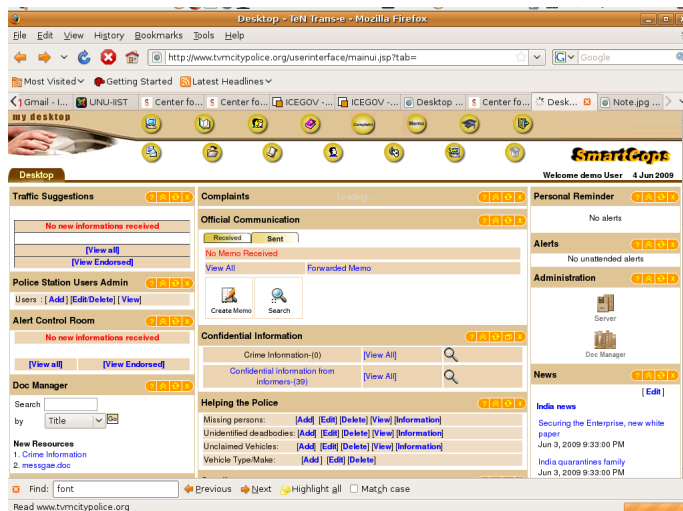 Desktop - TeN Trans-e - Mozilla Firefox
File Edit View History Bookmarks Tools Help
http://www.tvmcitypolice.org/userinterface/mainui.jsp?tab=
Google
Most Visited Getting Started Latest Headlines
Gmail - I... UNU-IIST Center fo... Center fo... ICEGOV - ... ICEGOV - ... Desktop ... Center fo... Desk... Note.jpg ...
my desktop
Complaint
Memo
SmartCops
Desktop
Welcome demo User 4 Jun 2009
Traffic Suggestions
No new informations received
[View all]
[View Endorsed]
Police Station Users Admin
Users : [ Add ] [Edit/Delete] [ View]
Alert Control Room
No new informations received
[View all] [View Endorsed]
Doc Manager
Search
by Title Go
New Resources
1. Crime Information
2. messgae.doc
Complaints Loading...
Official Communication
Received Sent
No Memo Received
View All Forwarded Memo
Create Memo Search
Confidential Information
Crime Information-(0) [View All]
Confidential information from
informers-(39) [View All]
Helping the Police
Missing persons: [Add] [Edit] [Delete] [View] [Information]
Unidentified deadbodies: [Add] [Edit] [Delete] [View] [Information]
Unclaimed Vehicles: [Add] [Edit] [Delete] [View] [Information]
Vehicle Type/Make: [Add ] [Edit] [Delete]
Personal Reminder
No alerts
Alerts
No unattended alerts
Administration
Server
Doc Manager
News
[ Edit ]
India news
Securing the Enterprise, new white
paper
Jun 3, 2009 9:33:00 PM
India quarantines family
Jun 3, 2009 9:33:00 PM
Find: font Previous Next Highlight all Match case
Read www.tvmcitypolice.org